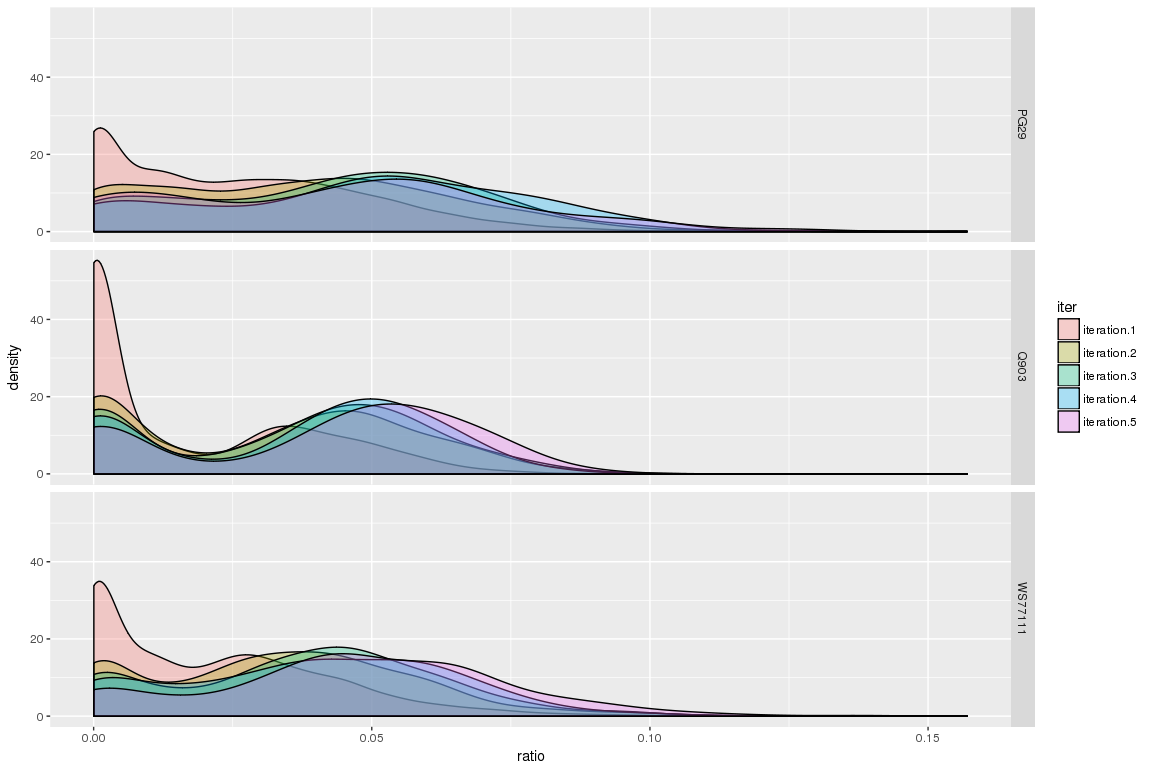 40
20
0
PG29
density
40
20
0
Q903
40
20
0
WS77111
0.00
0.05
0.10
0.15
ratio
iter
iteration.1
iteration.2
iteration.3
iteration.4
iteration.5